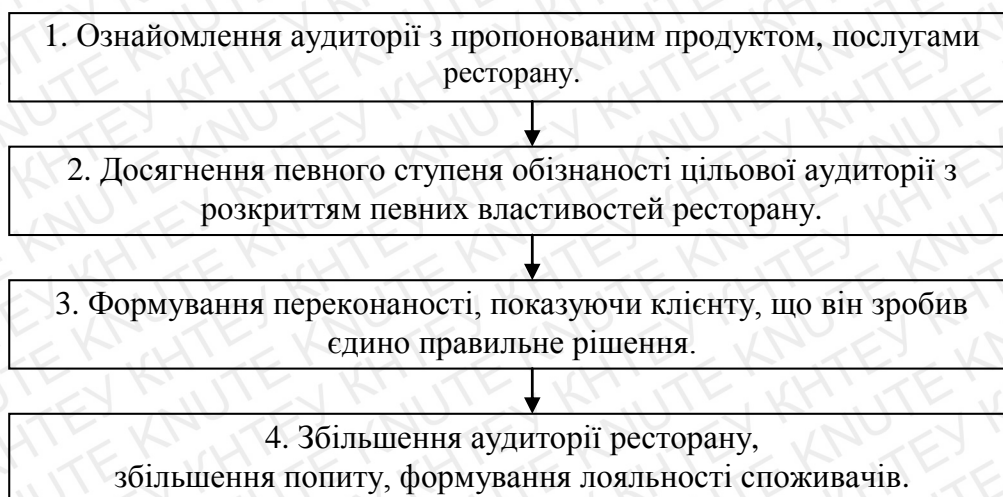 1. Ознайомлення аудиторії з пропонованим продуктом, послугами
ресторану.
2. Досягнення певного ступеня обізнаності цільової аудиторії з
розкриттям певних властивостей ресторану.
3. Формування переконаності, показуючи клієнту, що він зробив
єдино правильне рішення.
4. Збільшення аудиторії ресторану,
збільшення попиту, формування лояльності споживачів.